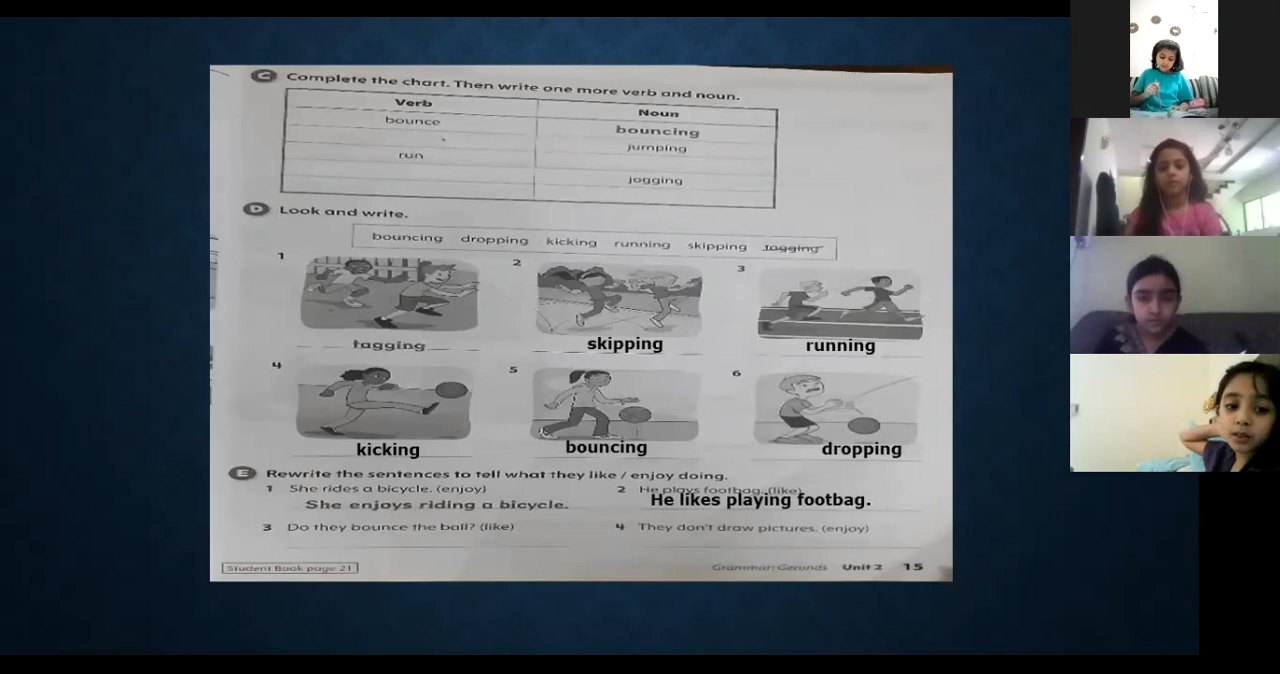 C Complete the chart. Then write one more verb and noun.
Verb Noun
bounce bouncing
jumping
run
jogging
D Look and write.
bouncing dropping kicking running skipping tagging
1 2 3
tagging skipping running
4 5 6
kicking bouncing dropping
E Rewrite the sentences to tell what they like / enjoy doing.
1 She rides a bicycle. (enjoy) 2 He plays footbag. (like)
She enjoys riding a bicycle. He likes playing footbag.
3 Do they bounce the ball? (like) 4 They don't draw pictures. (enjoy)
Student Book page 21 Grammar: Gerunds Unit 2 15